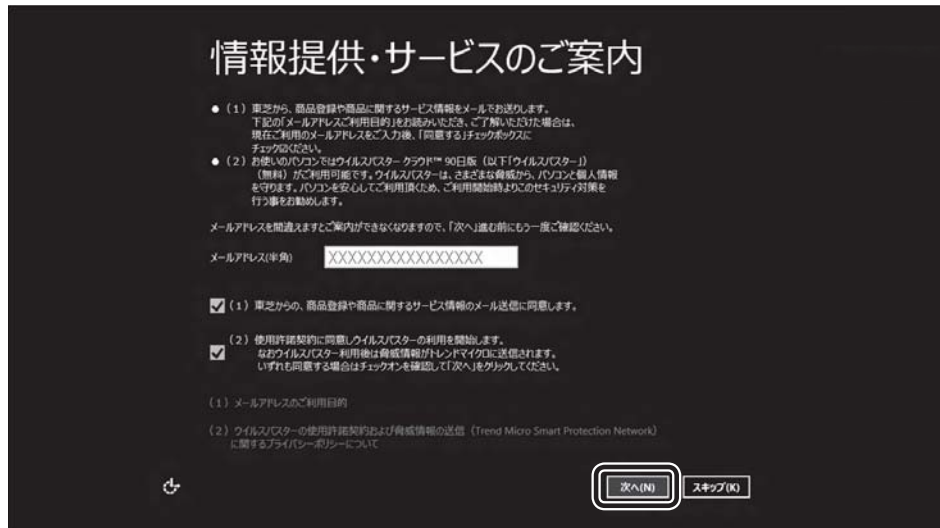 情報提供・サービスのご案内
● (1) 東芝から、商品登録や商品に関するサービス情報をメールでお送りします。
下記の「メールアドレスご利用目的」をお読みいただき、ご了解いただけた場合は、
現在ご利用のメールアドレスをご入力後、「同意する」チェックボックスに
チェック☑ください。
● (2) お使いのパソコンではウイルスバスター クラウド™ 90日版 (以下「ウイルスバスター」)
(無料) がご利用可能です。ウイルスバスターは、さまざまな脅威から、パソコンと個人情報
を守ります。パソコンを安心してご利用頂くため、ご利用開始時よりこのセキュリティ対策を
行う事をお勧めします。
メールアドレスを間違えますとご案内ができなくなりますので、「次へ」進む前にもう一度ご確認ください。
メールアドレス(半角) XXXXXXXXXXXXXXXX
(1) 東芝からの、商品登録や商品に関するサービス情報のメール送信に同意します。
(2) 使用許諾契約に同意しウイルスバスターの利用を開始します。
なおウイルスバスター利用後は脅威情報がトレンドマイクロに送信されます。
いずれも同意する場合はチェックオンを確認して「次へ」をクリックしてください。
(1) メールアドレスのご利用目的
(2) ウイルスバスターの使用許諾契約および脅威情報の送信 (Trend Micro Smart Protection Network)
に関するプライバシーポリシーについて
次へ(N) スキップ(K)